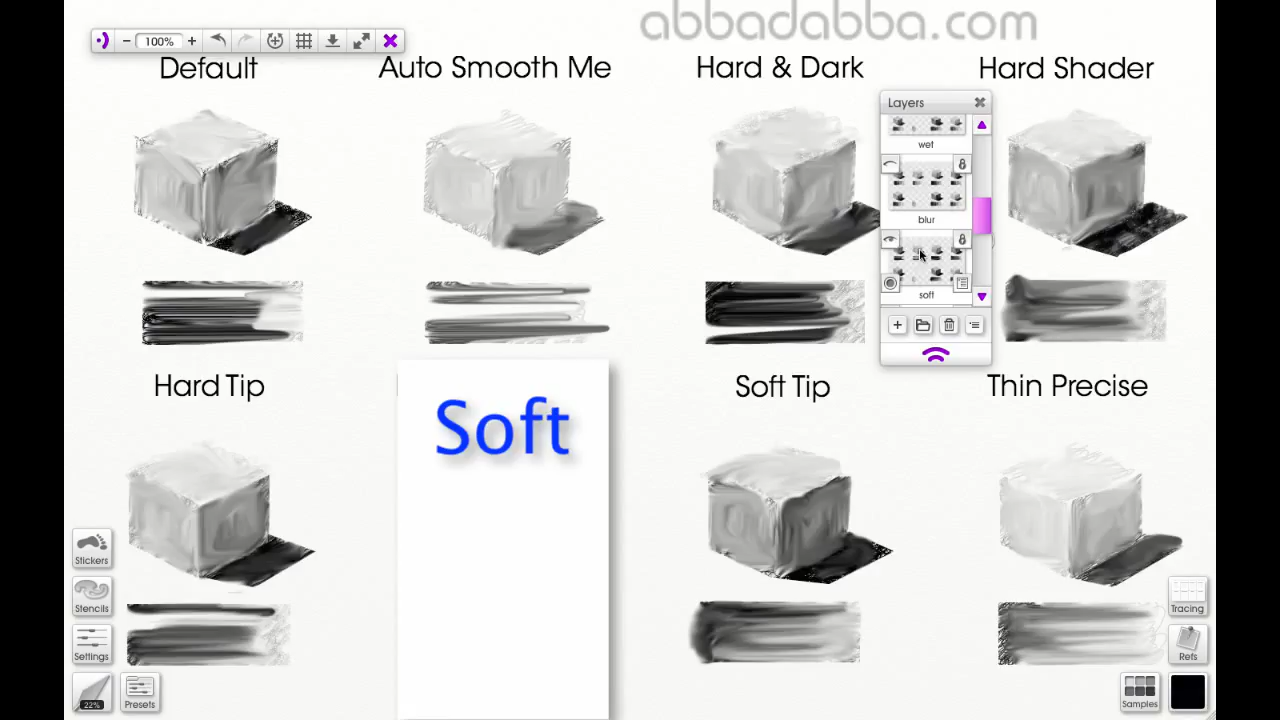 abbadabba.com
100%
Default
Auto Smooth Me
Hard & Dark
Hard Shader
Layers
wet
blur
soft
Hard Tip
Soft
Soft Tip
Thin Precise
Stickers
Stencils
Settings
22%
Presets
Tracing
Refs
Samples